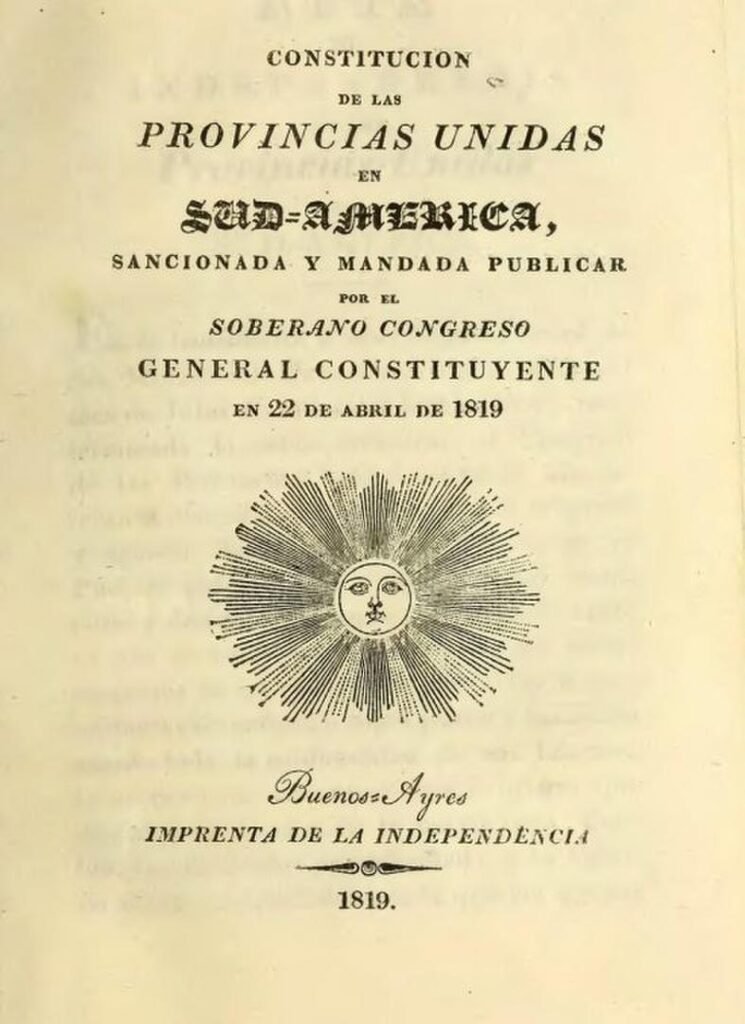 CONSTITUCION
DE LAS
PROVINCIAS UNIDAS
EN
SUD=AMERICA,
SANCIONADA Y MANDADA PUBLICAR
POR EL
SOBERANO CONGRESO
GENERAL CONSTITUYENTE
EN 22 DE ABRIL DE 1819
Buenos=Ayres
IMPRENTA DE LA INDEPENDENCIA
1819.